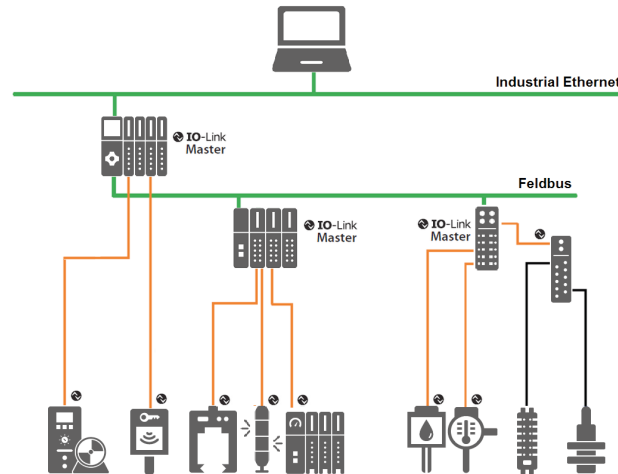 Industrial Ethernet
IO-Link
Master
Feldbus
IO-Link
Master
IO-Link
Master